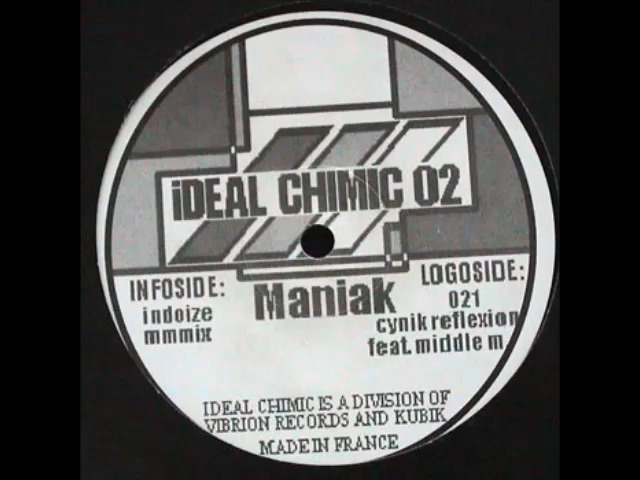 iDEAL CHIMIC 02
INFOSIDE:
indoize
mmmix
Maniak
LOGOSIDE:
021
cynik reflexion
feat. middle m.
IDEAL CHIMIC IS A DIVISION OF
VIBRION RECORDS AND KUBIK
MADE IN FRANCE